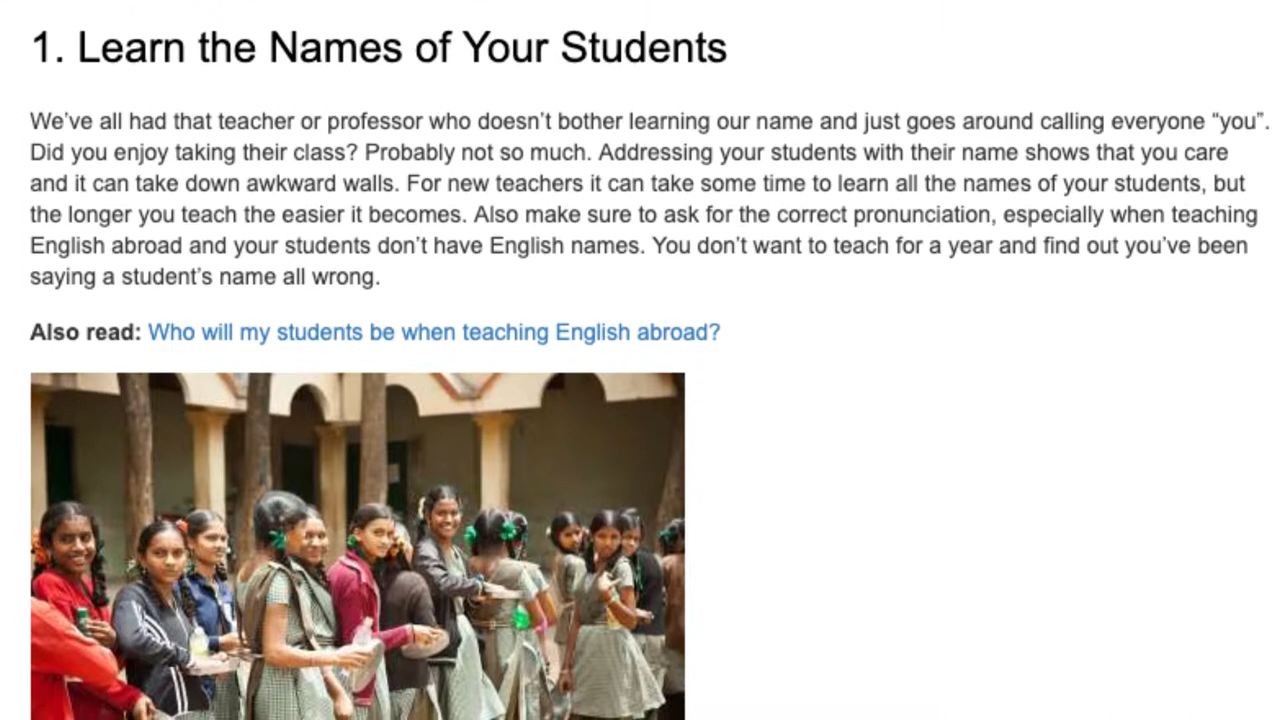 1. Learn the Names of Your Students
We’ve all had that teacher or professor who doesn’t bother learning our name and just goes around calling everyone “you”.
Did you enjoy taking their class? Probably not so much. Addressing your students with their name shows that you care
and it can take down awkward walls. For new teachers it can take some time to learn all the names of your students, but
the longer you teach the easier it becomes. Also make sure to ask for the correct pronunciation, especially when teaching
English abroad and your students don’t have English names. You don’t want to teach for a year and find out you’ve been
saying a student’s name all wrong.
Also read: Who will my students be when teaching English abroad?